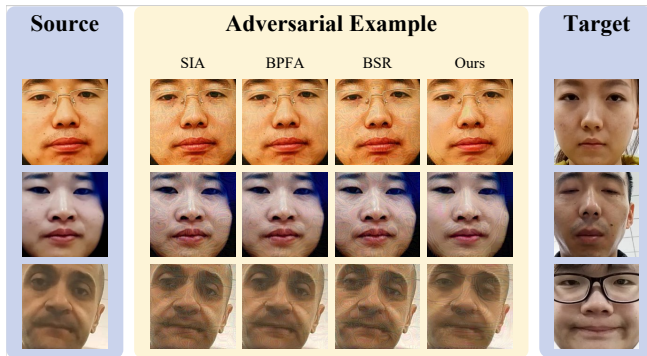 Source
Adversarial Example
Target
SIA
BPFA
BSR
Ours